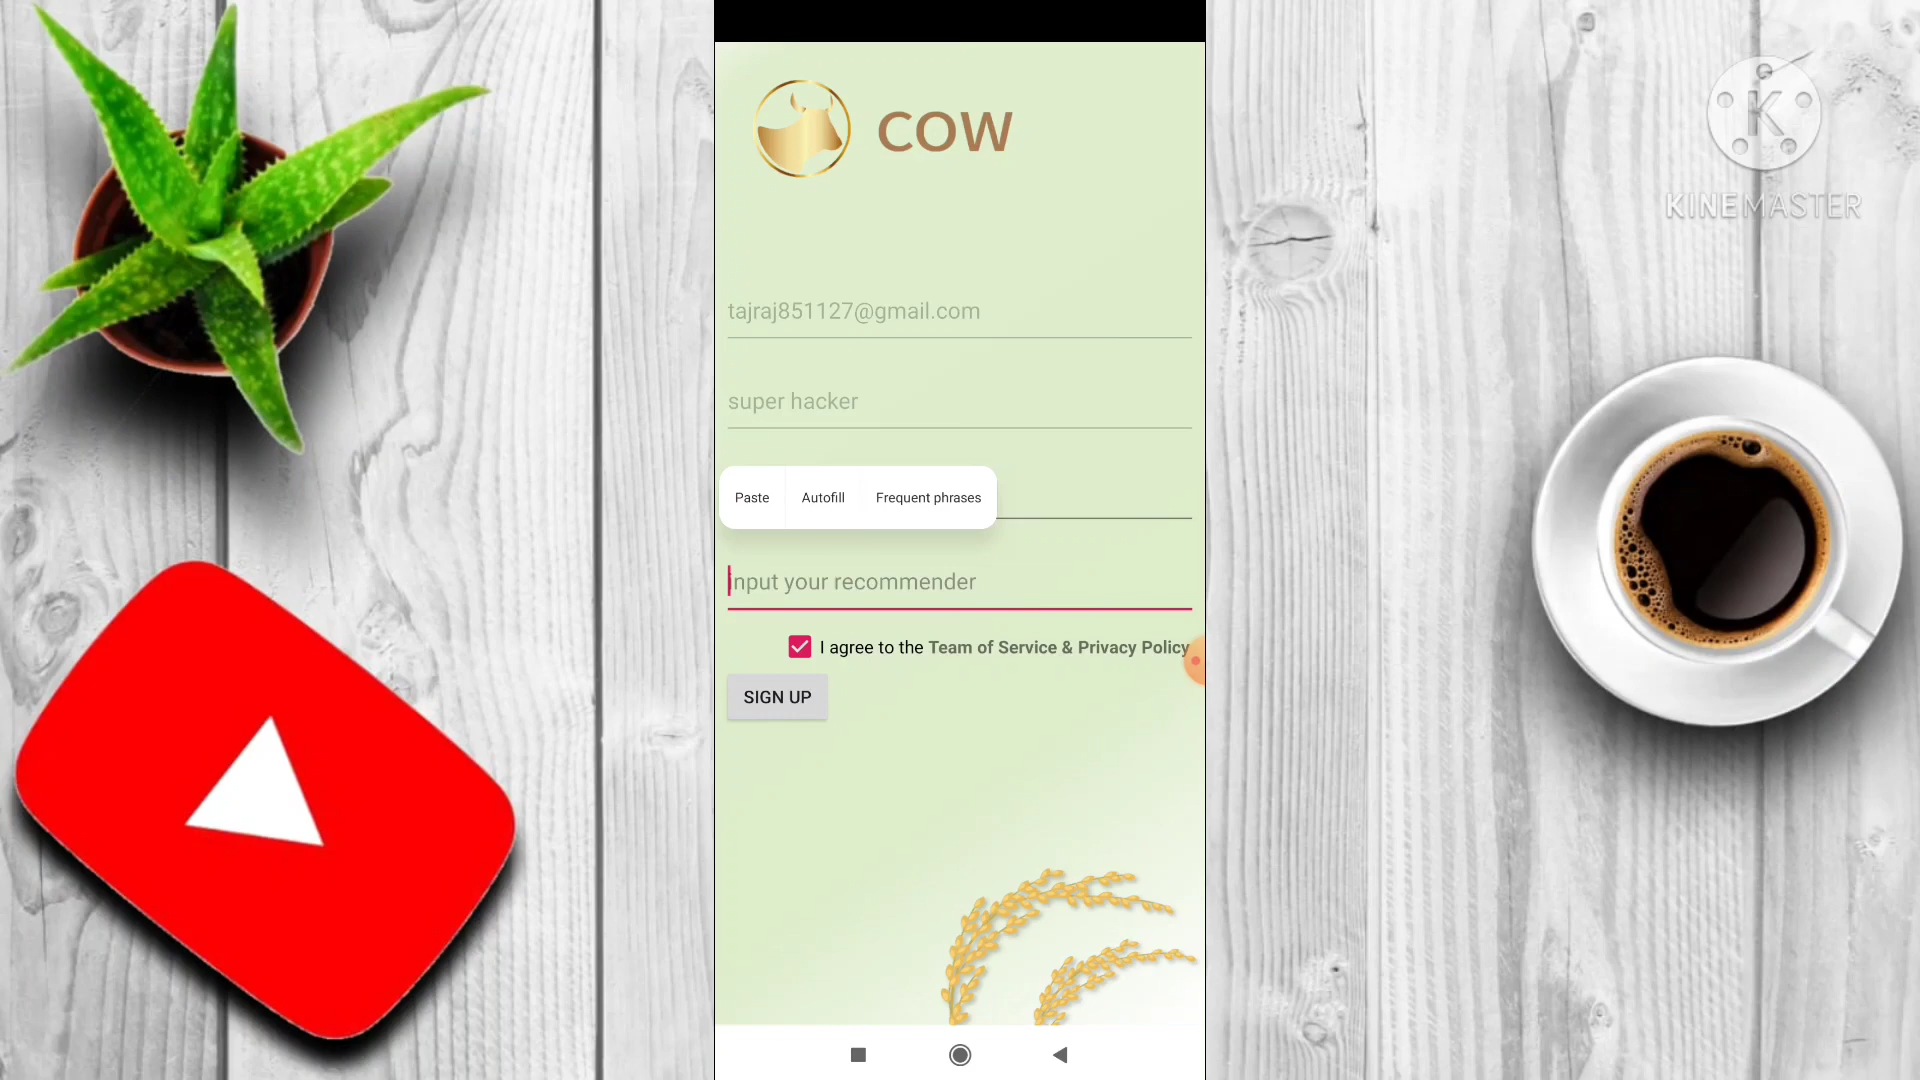 COW
K
KINEMASTER
tajraj851127@gmail.com
super hacker
Paste Autofill Frequent phrases
Input your recommender
I agree to the Team of Service & Privacy Policy
SIGN UP